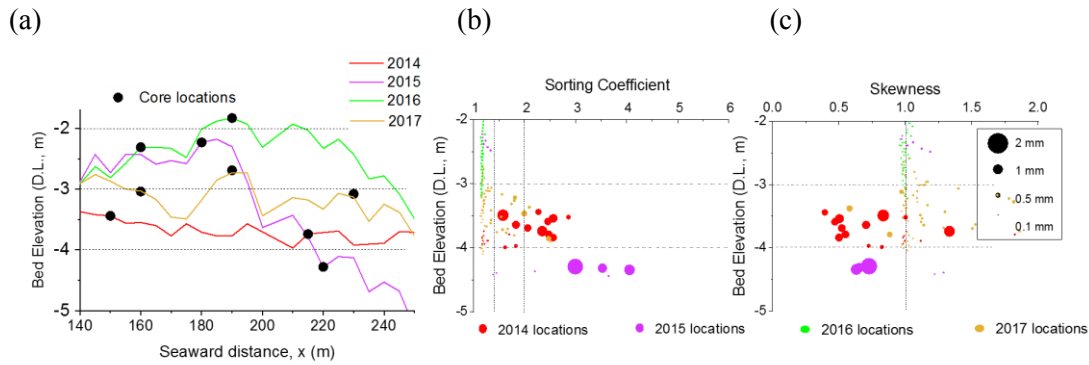 (a)
(b)
(c)
2014
2015
2016
2017
Core locations
-2
-3
-4
-5
Bed Elevation (D.L., m)
140 160 180 200 220 240
Seaward distance, x (m)
Sorting Coefficient
1 2 3 4 5 6
-2
-3
-4
-5
Bed Elevation (D.L., m)
Skewness
0.0 0.5 1.0 1.5 2.0
-2
-3
-4
-5
Bed Elevation (D.L., m)
2 mm
1 mm
0.5 mm
0.1 mm
2014 locations 2015 locations 2016 locations 2017 locations